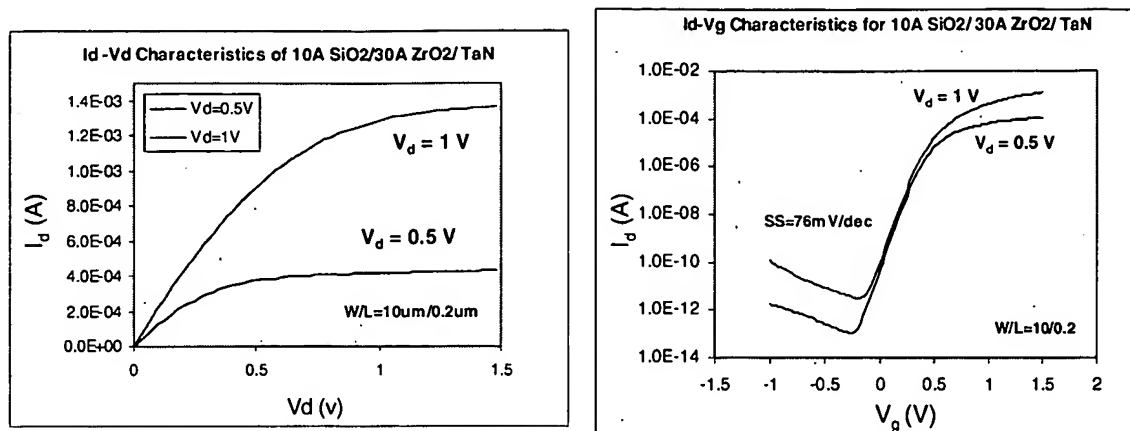 Id -Vd Characteristics of 10A SiO2/30A ZrO2/ TaN
1.4E-03
1.2E-03
1.0E-03
8.0E-04
6.0E-04
4.0E-04
2.0E-04
0.0E+00
I_d (A)
Vd=0.5V
Vd=1V
V_d = 1 V
V_d = 0.5 V
W/L=10um/0.2um
0
0.5
1
1.5
Vd (v)
Id-Vg Characteristics for 10A SiO2/30A ZrO2/ TaN
1.0E-02
1.0E-04
1.0E-06
1.0E-08
1.0E-10
1.0E-12
1.0E-14
I_d (A)
V_d = 1 V
V_d = 0.5 V
SS=76mV/dec
W/L=10/0.2
-1.5
-1
-0.5
0
0.5
1
1.5
2
V_g (V)